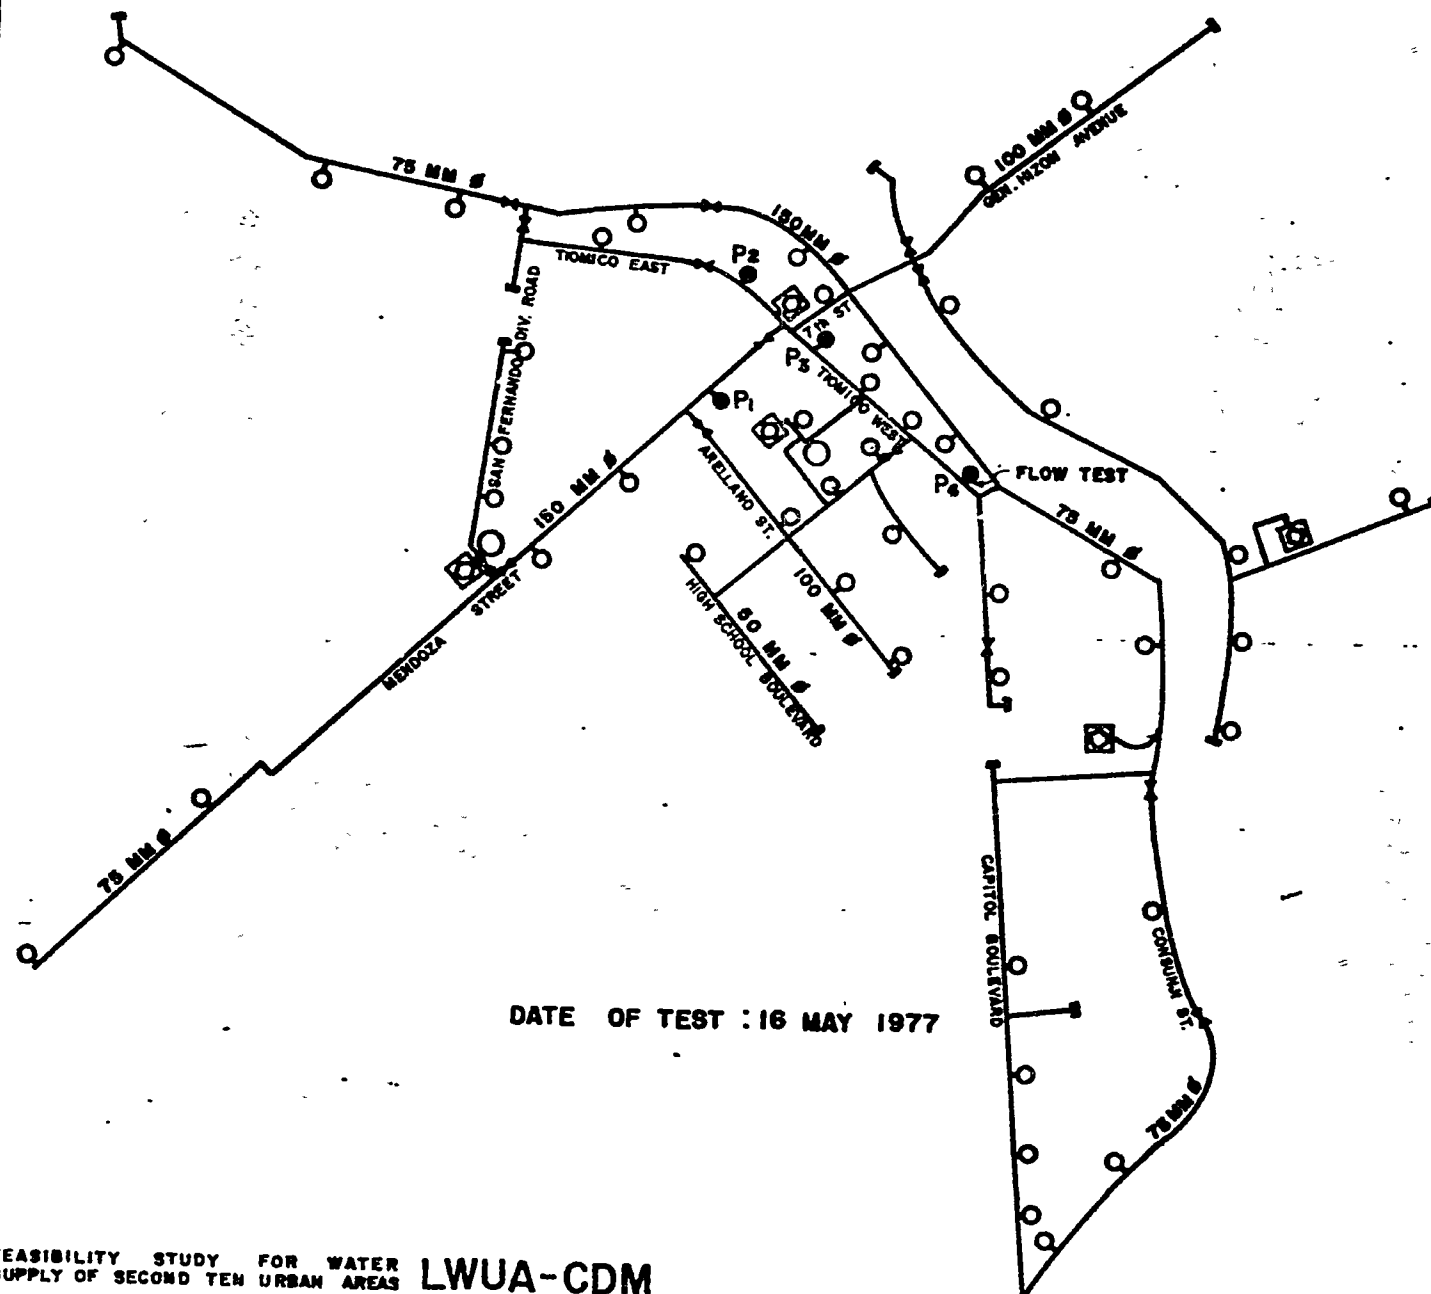 75 MM Ø
100 MM Ø
GEN. HIZON AVENUE
150 MM Ø
P2
TIOMICO EAST
SAN FERNANDO DIV. ROAD
7TH ST
P3
TIOMICO WEST
P1
ARELLANO ST.
P4
FLOW TEST
75 MM Ø
150 MM Ø
MENDOZA STREET
100 MM Ø
50 MM Ø
HIGH SCHOOL BOULEVARD
75 MM Ø
CAPITOL BOULEVARD
CONSUNJI ST.
75 MM Ø
DATE OF TEST : 16 MAY 1977
EASIBILITY STUDY FOR WATER
UPPLY OF SECOND TEN URBAN AREAS
LWUA-CDM